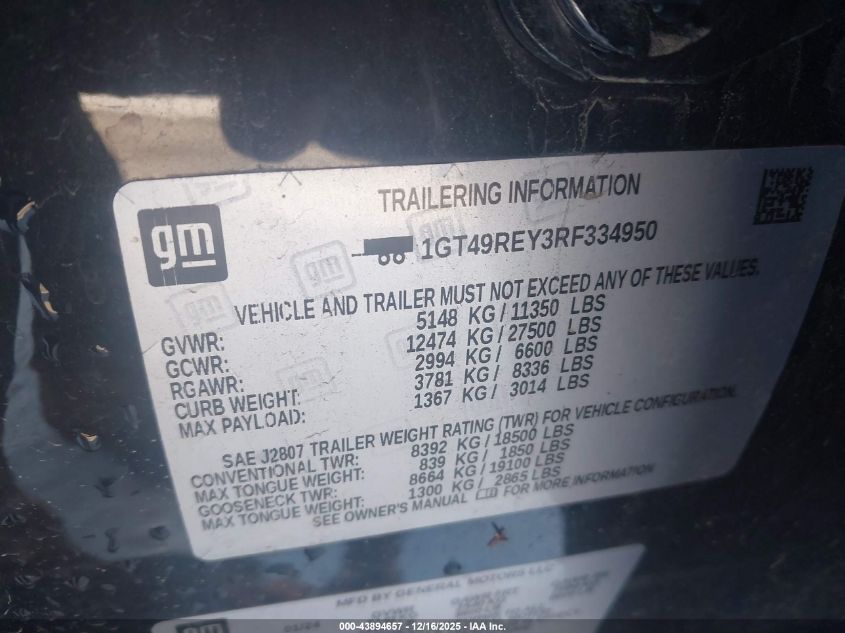 TRAILERING INFORMATION
gm
1GT49REY3RF334950
VEHICLE AND TRAILER MUST NOT EXCEED ANY OF THESE VALUES.
GVWR: 5148 KG / 11350 LBS
GCWR: 12474 KG / 27500 LBS
RGAWR: 2994 KG / 6600 LBS
CURB WEIGHT: 3781 KG / 8336 LBS
MAX PAYLOAD: 1367 KG / 3014 LBS
SAE J2807 TRAILER WEIGHT RATING (TWR) FOR VEHICLE CONFIGURATION.
CONVENTIONAL TWR: 8392 KG / 18500 LBS
MAX TONGUE WEIGHT: 839 KG / 1850 LBS
GOOSENECK TWR: 8664 KG / 19100 LBS
MAX TONGUE WEIGHT: 1300 KG / 2865 LBS
SEE OWNER'S MANUAL FOR MORE INFORMATION
MFD BY GENERAL MOTORS LLC
gm
000-43894657 - 12/16/2025 - IAA Inc.